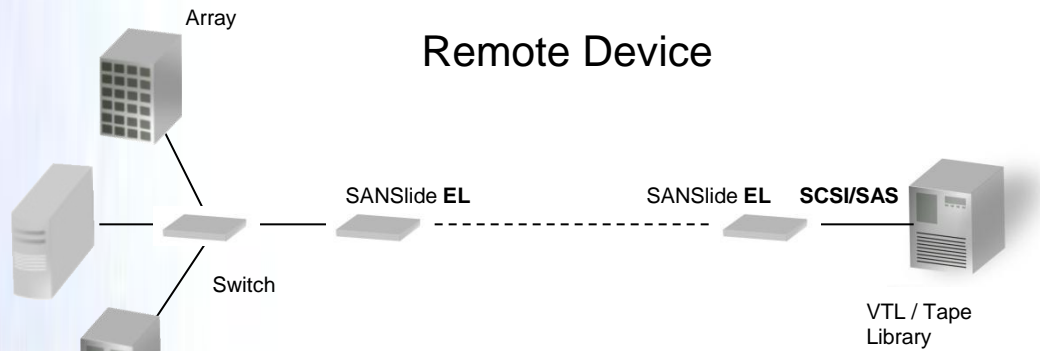 Array
Remote Device
SANSlide EL
SANSlide EL
SCSI/SAS
Switch
VTL / Tape
Library